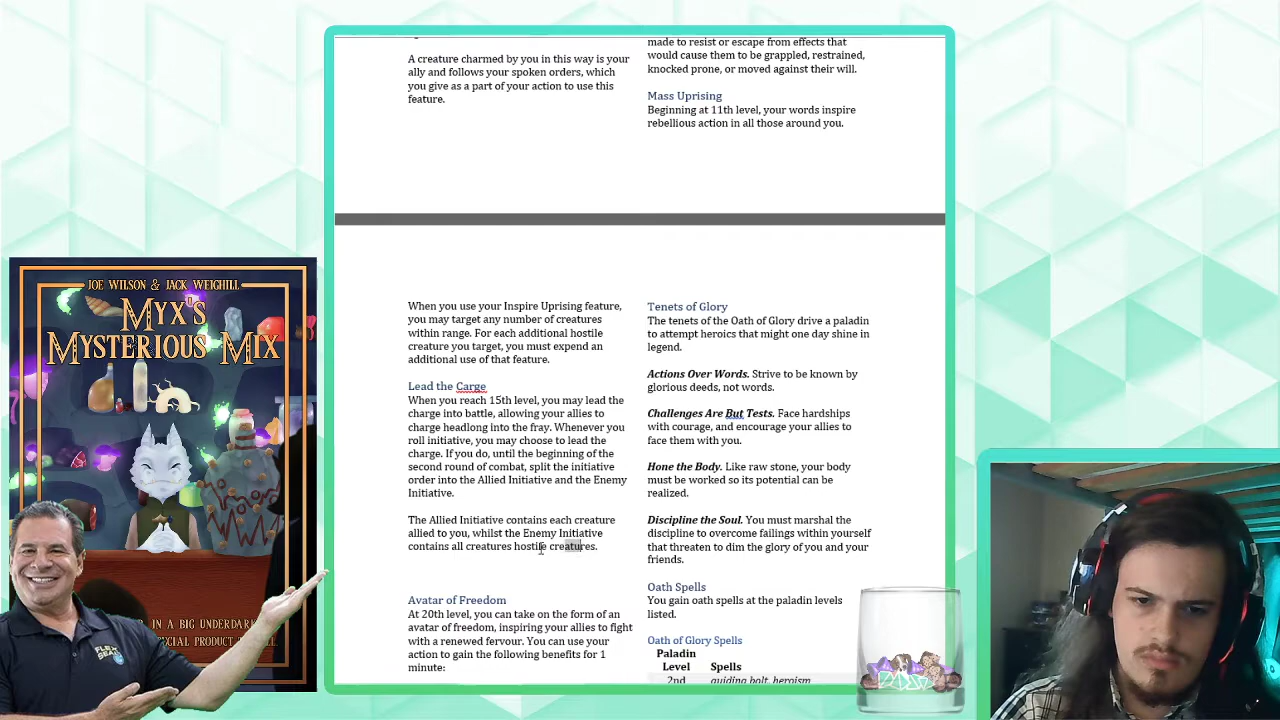 A creature charmed by you in this way is your
ally and follows your spoken orders, which
you give as a part of your action to use this
feature.
made to resist or escape from effects that
would cause them to be grappled, restrained,
knocked prone, or moved against their will.
Mass Uprising
Beginning at 11th level, your words inspire
rebellious action in all those around you.
When you use your Inspire Uprising feature,
you may target any number of creatures
within range. For each additional hostile
creature you target, you must expend an
additional use of that feature.
Lead the Carge
When you reach 15th level, you may lead the
charge into battle, allowing your allies to
charge headlong into the fray. Whenever you
roll initiative, you may choose to lead the
charge. If you do, until the beginning of the
second round of combat, split the initiative
order into the Allied Initiative and the Enemy
Initiative.
The Allied Initiative contains each creature
allied to you, whilst the Enemy Initiative
contains all creatures hostile creatures.
Avatar of Freedom
At 20th level, you can take on the form of an
avatar of freedom, inspiring your allies to fight
with a renewed fervour. You can use your
action to gain the following benefits for 1
minute:
Tenets of Glory
The tenets of the Oath of Glory drive a paladin
to attempt heroics that might one day shine in
legend.
Actions Over Words. Strive to be known by
glorious deeds, not words.
Challenges Are But Tests. Face hardships
with courage, and encourage your allies to
face them with you.
Hone the Body. Like raw stone, your body
must be worked so its potential can be
realized.
Discipline the Soul. You must marshal the
discipline to overcome failings within yourself
that threaten to dim the glory of you and your
friends.
Oath Spells
You gain oath spells at the paladin levels
listed.
Oath of Glory Spells
Paladin
Level Spells
2nd guiding bolt, heroism
JOE WILSON & JACK WEIGHILL
MYX'S
MYSTERIOUS MIX
IN A BIG UNDERDAR
ECIAL PRODUCT
FLEX
SEAL